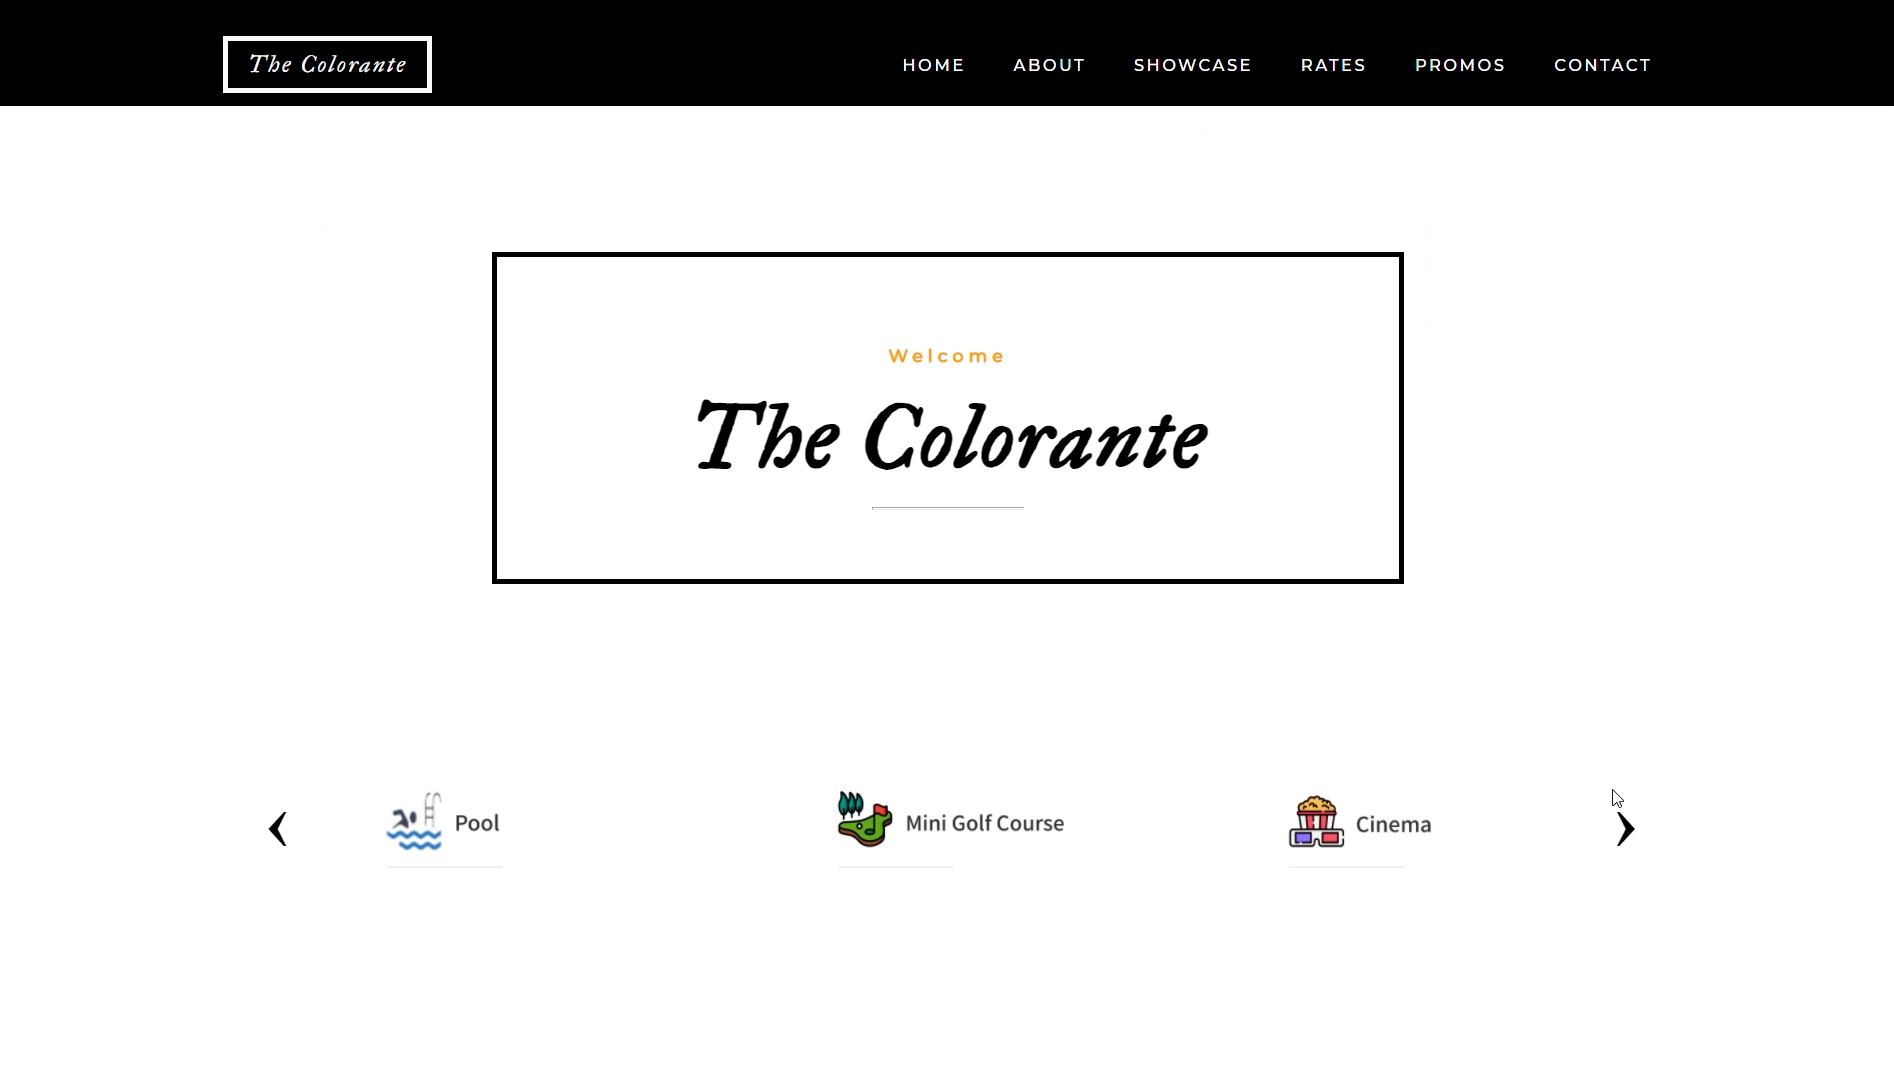 The Colorante
HOME ABOUT SHOWCASE RATES PROMOS CONTACT
Welcome
The Colorante
Pool
Mini Golf Course
Cinema